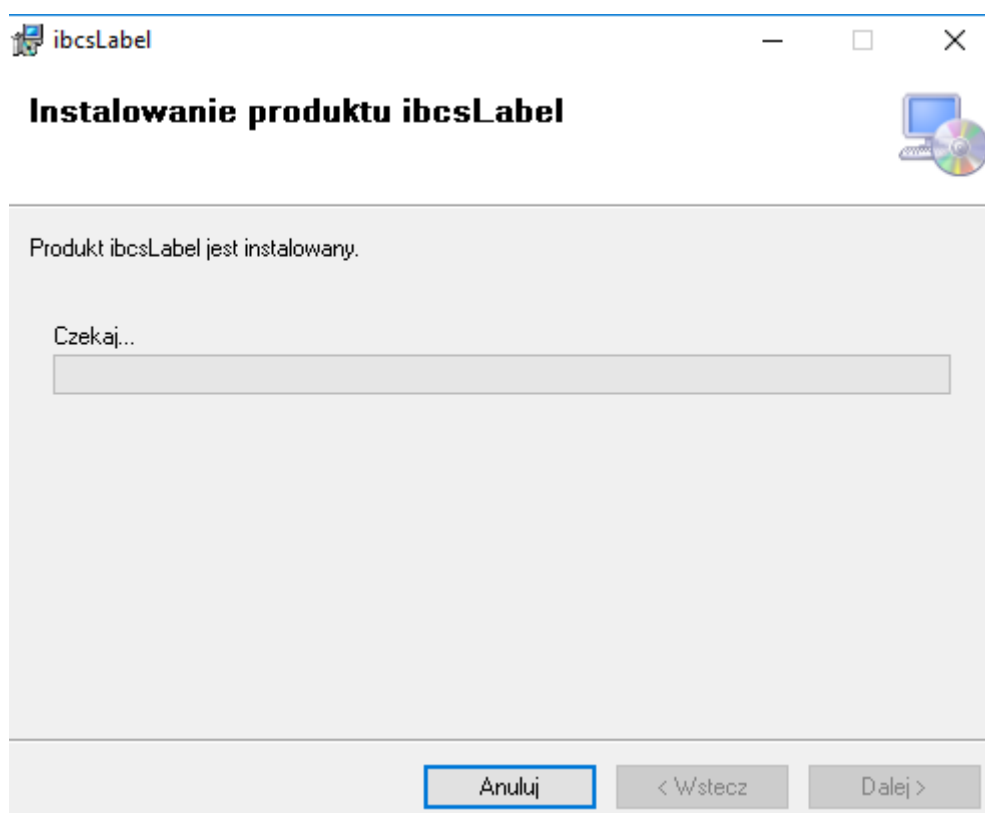 ibcsLabel
Instalowanie produktu ibcsLabel
Produkt ibcsLabel jest instalowany.
Czekaj...
Anuluj
< Wstecz
Dalej >